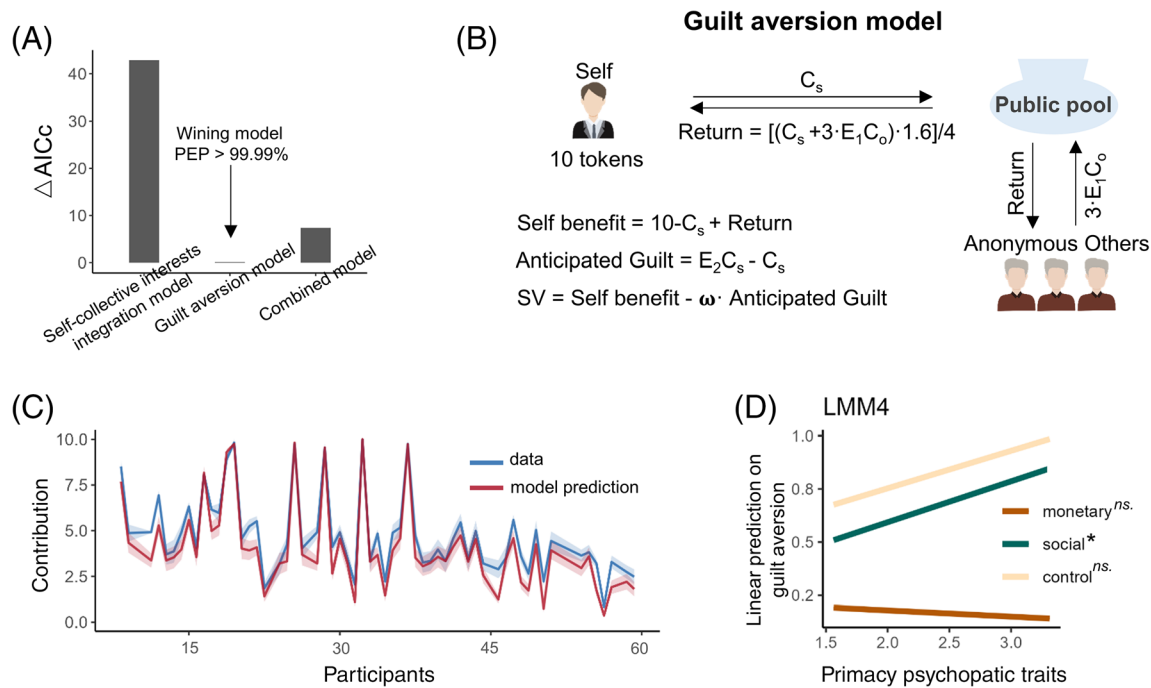 (A)
△AICc
40
30
20
10
0
Wining model
PEP > 99.99%
Self-collective interests
integration model
Guilt aversion model
Combined model
(B)
Guilt aversion model
Self
10 tokens
Cs
Return = [(Cs +3·E1Co)·1.6]/4
Public pool
Return
3·E1Co
Anonymous Others
Self benefit = 10-Cs + Return
Anticipated Guilt = E2Cs - Cs
SV = Self benefit - ω· Anticipated Guilt
(C)
Contribution
10.0
7.5
5.0
2.5
0.0
data
model prediction
15
30
45
60
Participants
(D)
LMM4
Linear prediction on
guilt aversion
1.0
0.8
0.5
0.2
monetary ns.
social*
control ns.
1.5
2.0
2.5
3.0
Primacy psychopatic traits